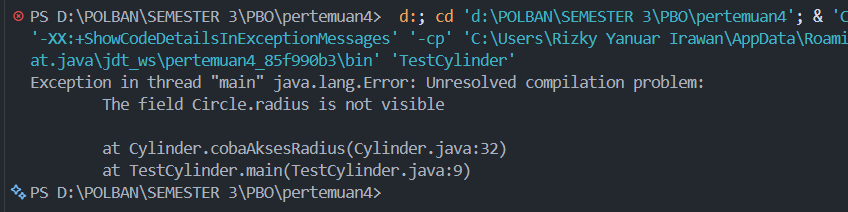 PS D:\POLBAN\SEMESTER 3\PBO\pertemuan4>  d:; cd 'd:\POLBAN\SEMESTER 3\PBO\pertemuan4'; & 'C
'-XX:+ShowCodeDetailsInExceptionMessages' '-cp' 'C:\Users\Rizky Yanuar Irawan\AppData\Roami
at.java\jdt_ws\pertemuan4_85f990b3\bin' 'TestCylinder'
Exception in thread "main" java.lang.Error: Unresolved compilation problem:
        The field Circle.radius is not visible

        at Cylinder.cobaAksesRadius(Cylinder.java:32)
        at TestCylinder.main(TestCylinder.java:9)
PS D:\POLBAN\SEMESTER 3\PBO\pertemuan4>